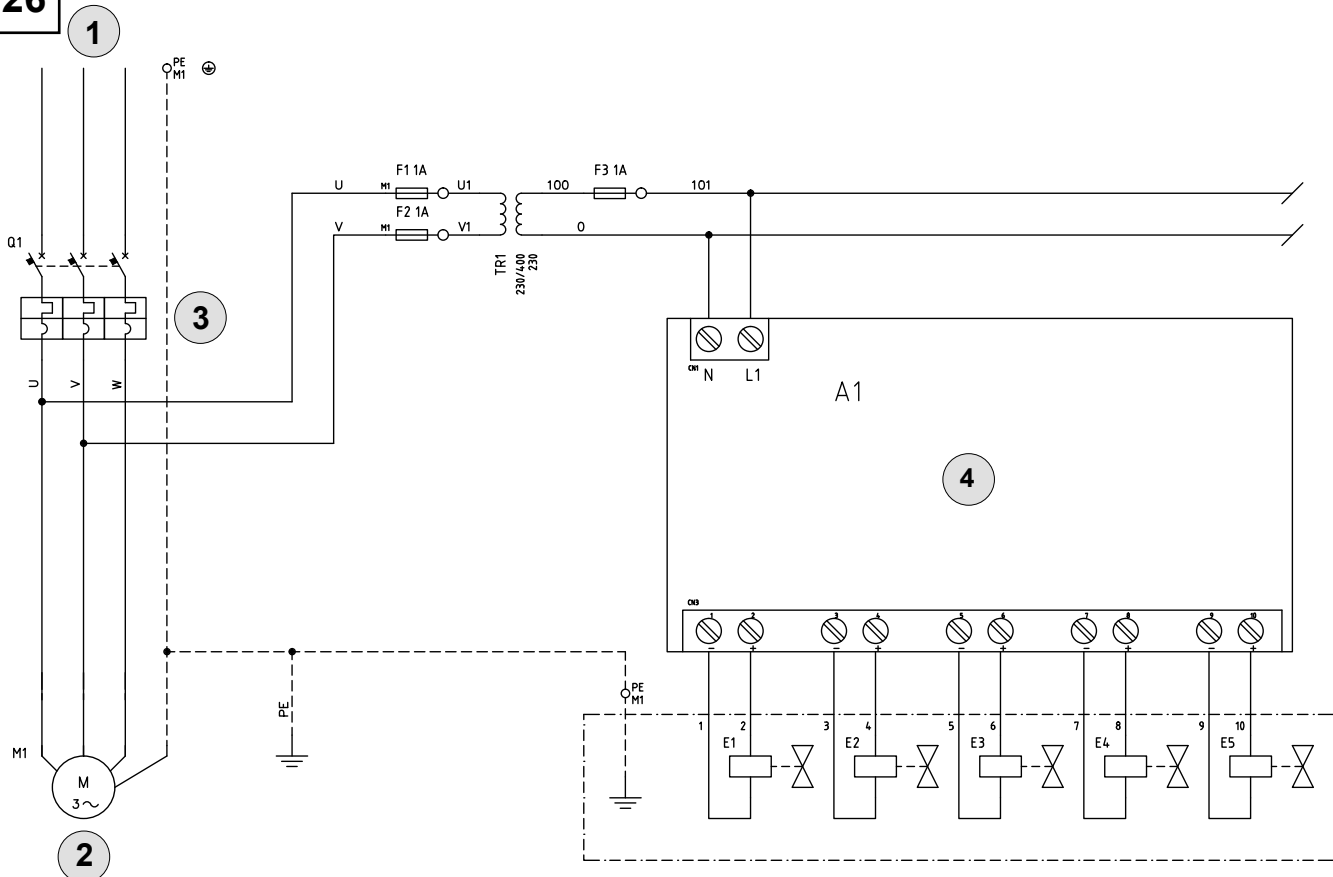 26
1
PE
M1
F1 1A
U
M1
U1
F2 1A
V
M1
V1
100
F3 1A
101
0
TR1
230/400
230
Q1
3
U
V
W
CN1
N
L1
A1
4
CN3
1
2
3
4
5
6
7
8
9
10
-
+
-
+
-
+
-
+
-
+
PE
PE
M1
1
2
3
4
5
6
7
8
9
10
E1
E2
E3
E4
E5
M1
M
3~
2